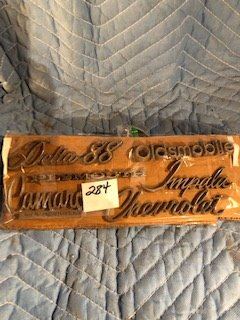 Delta 88 Oldsmobile
Camaro 284 Impala
Chevrolet